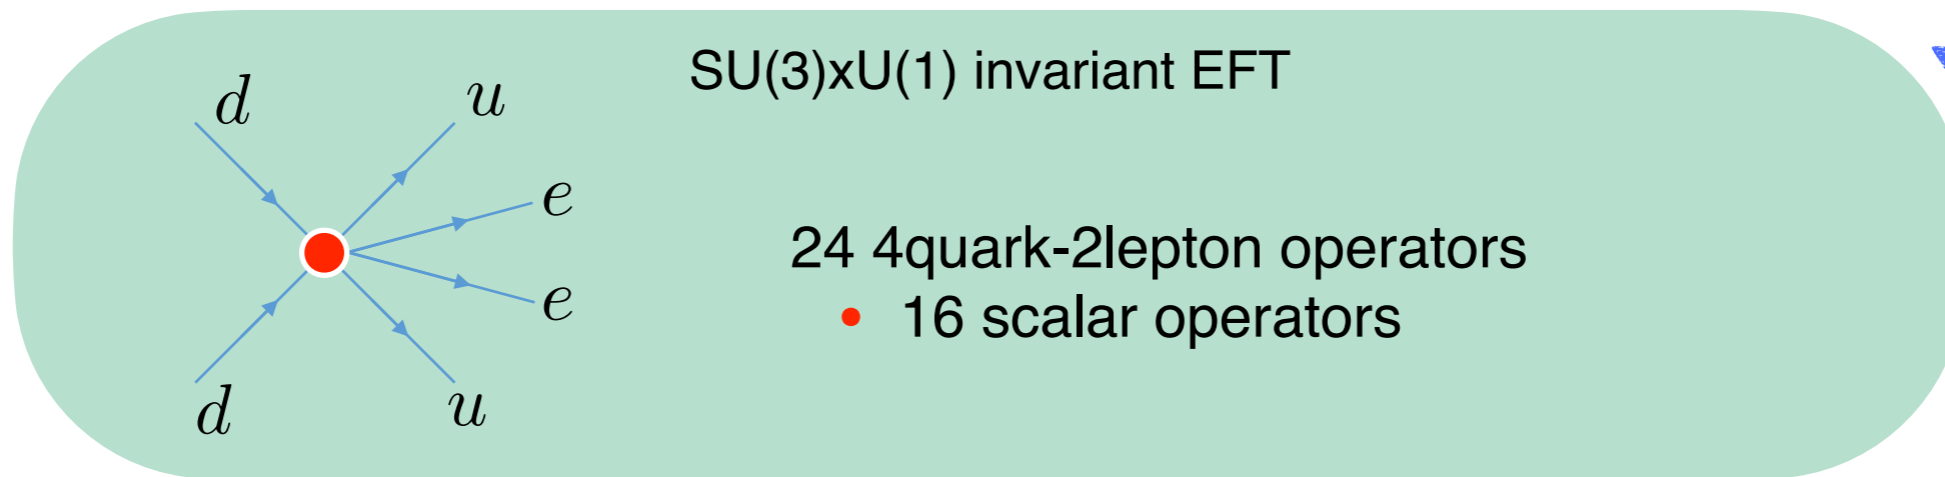 SU(3)xU(1) invariant EFT
d
u
e
24 4quark-2lepton operators
e
• 16 scalar operators
d
u